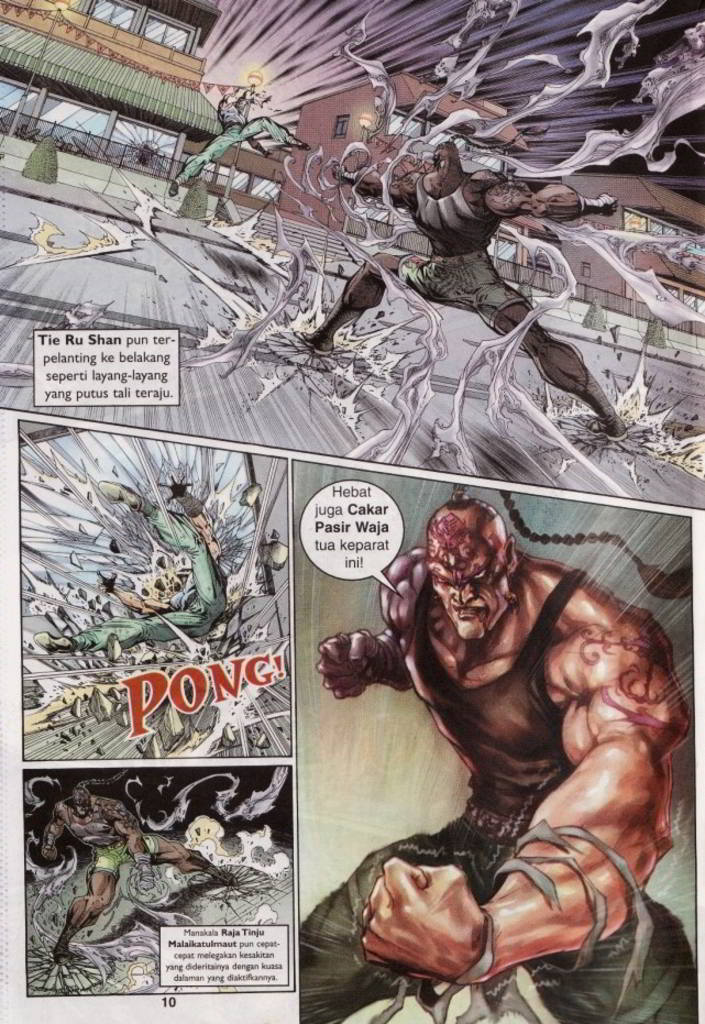 Tie Ru Shan pun ter-
pelanting ke belakang
seperti layang-layang
yang putus tali teraju.
Hebat
juga Cakar
Pasir Waja
tua keparat
ini!
PONG!
Manakala Raja Tinju
Malaikatulmaut pun cepat-
cepat melegakan kesakitan
yang dideritainya dengan kuasa
dalaman yang diaktifkannya.
10